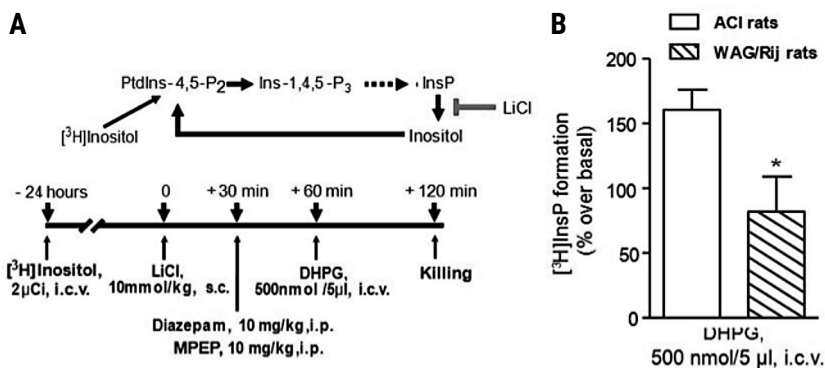 A
PtdIns-4,5-P2 Ins-1,4,5-P3 InsP
LiCl
[3H]Inositol Inositol
- 24 hours 0 +30 min +60 min + 120 min
[3H]Inositol, LiCl, DHPG, Killing
2μCi, i.c.v. 10mmol/kg, s.c. 500nmol /5μl, i.c.v.
Diazepam, 10 mg/kg,i.p.
MPEP, 10 mg/kg,i.p.
B
ACI rats
WAG/Rij rats
[3H]InsP formation
(% over basal)
200
150
100
50
0
*
DHPG,
500 nmol/5 μl, i.c.v.